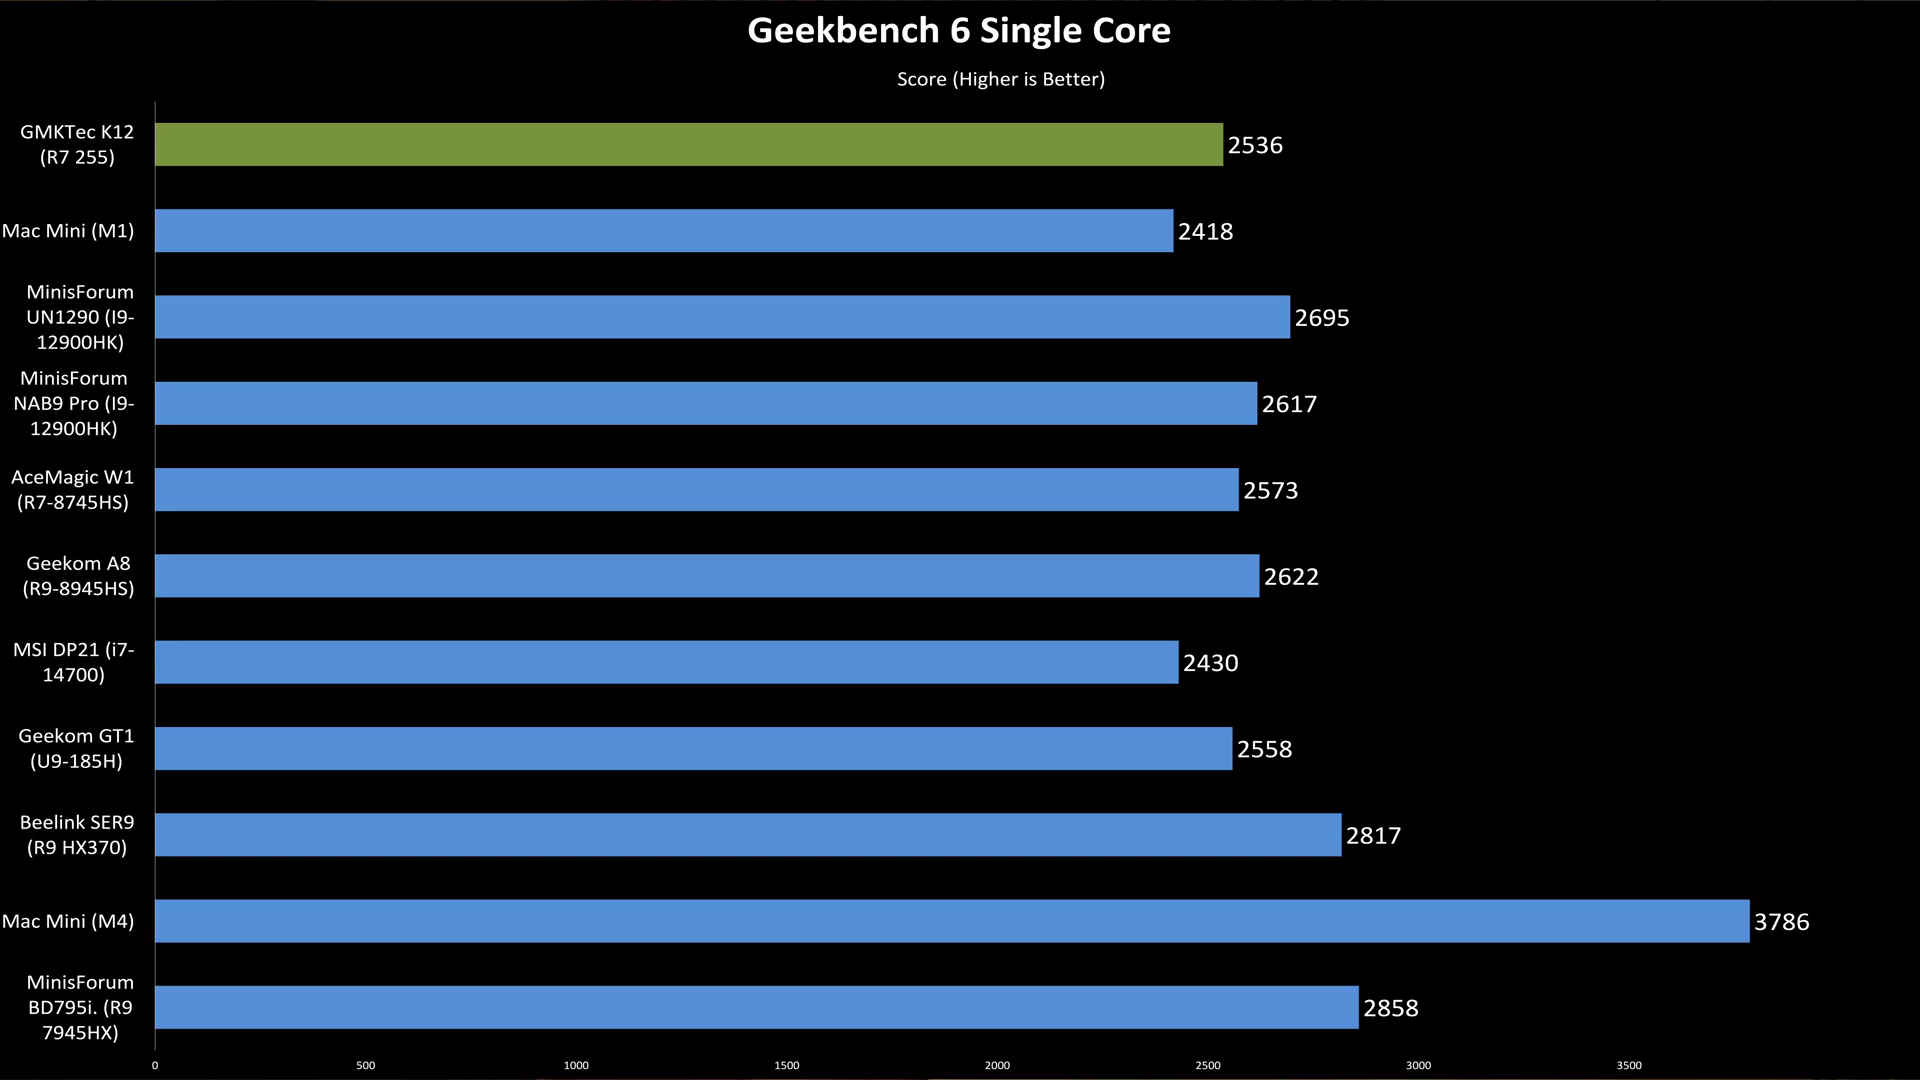 Geekbench 6 Single Core
Score (Higher is Better)
GMKTec K12
(R7 255)
2536
Mac Mini (M1)
2418
MinisForum
UN1290 (I9-
12900HK)
2695
MinisForum
NAB9 Pro (I9-
12900HK)
2617
AceMagic W1
(R7-8745HS)
2573
Geekom A8
(R9-8945HS)
2622
MSI DP21 (i7-
14700)
2430
Geekom GT1
(U9-185H)
2558
Beelink SER9
(R9 HX370)
2817
Mac Mini (M4)
3786
MinisForum
BD795i. (R9
7945HX)
2858
0 500 1000 1500 2000 2500 3000 3500